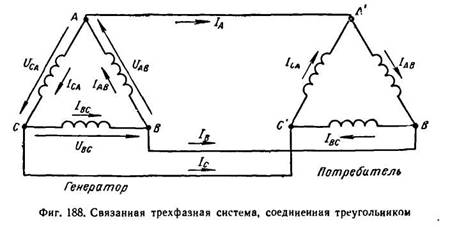 A
I_A
A'
U_CA
I_CA
I_AB
U_AB
I_CA
I_AB
I_BC
C
B
U_BC
C'
B
I_BC
I_B
I_C
Генератор
Потребитель
Фиг. 188. Связанная трехфазная система, соединенная треугольником